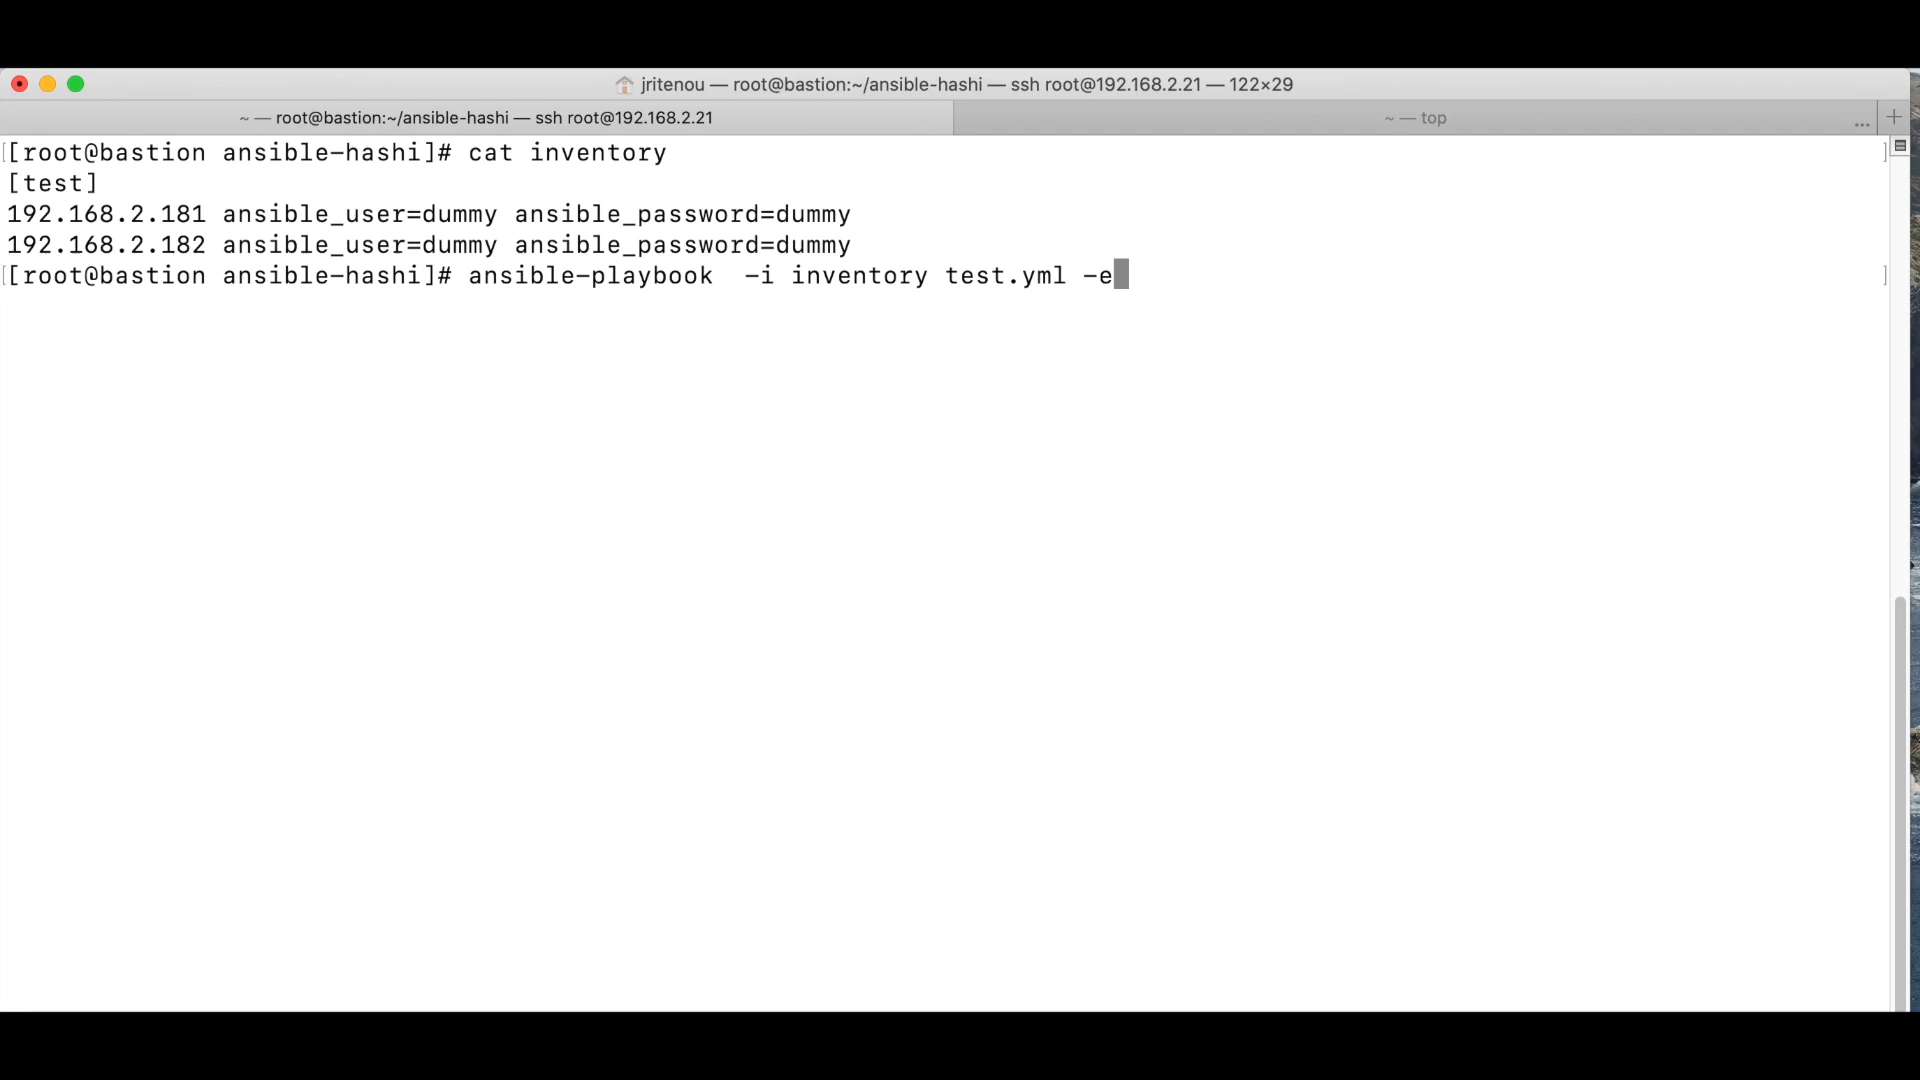 jritenou — root@bastion:~/ansible-hashi — ssh root@192.168.2.21 — 122×29
~ — root@bastion:~/ansible-hashi — ssh root@192.168.2.21
~ — top
... +
[[root@bastion ansible-hashi]# cat inventory ]
[test]
192.168.2.181 ansible_user=dummy ansible_password=dummy
192.168.2.182 ansible_user=dummy ansible_password=dummy
[[root@bastion ansible-hashi]# ansible-playbook  -i inventory test.yml -e ]